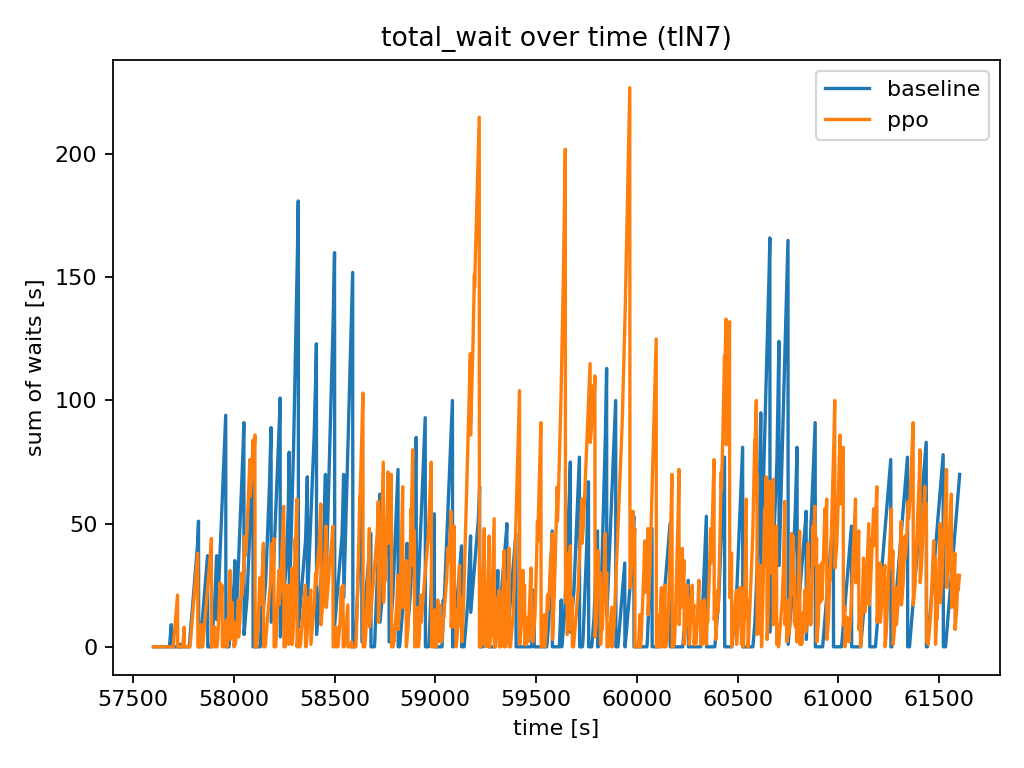 total_wait over time (tlN7)
baseline
ppo
200
150
100
50
0
sum of waits [s]
57500 58000 58500 59000 59500 60000 60500 61000 61500
time [s]